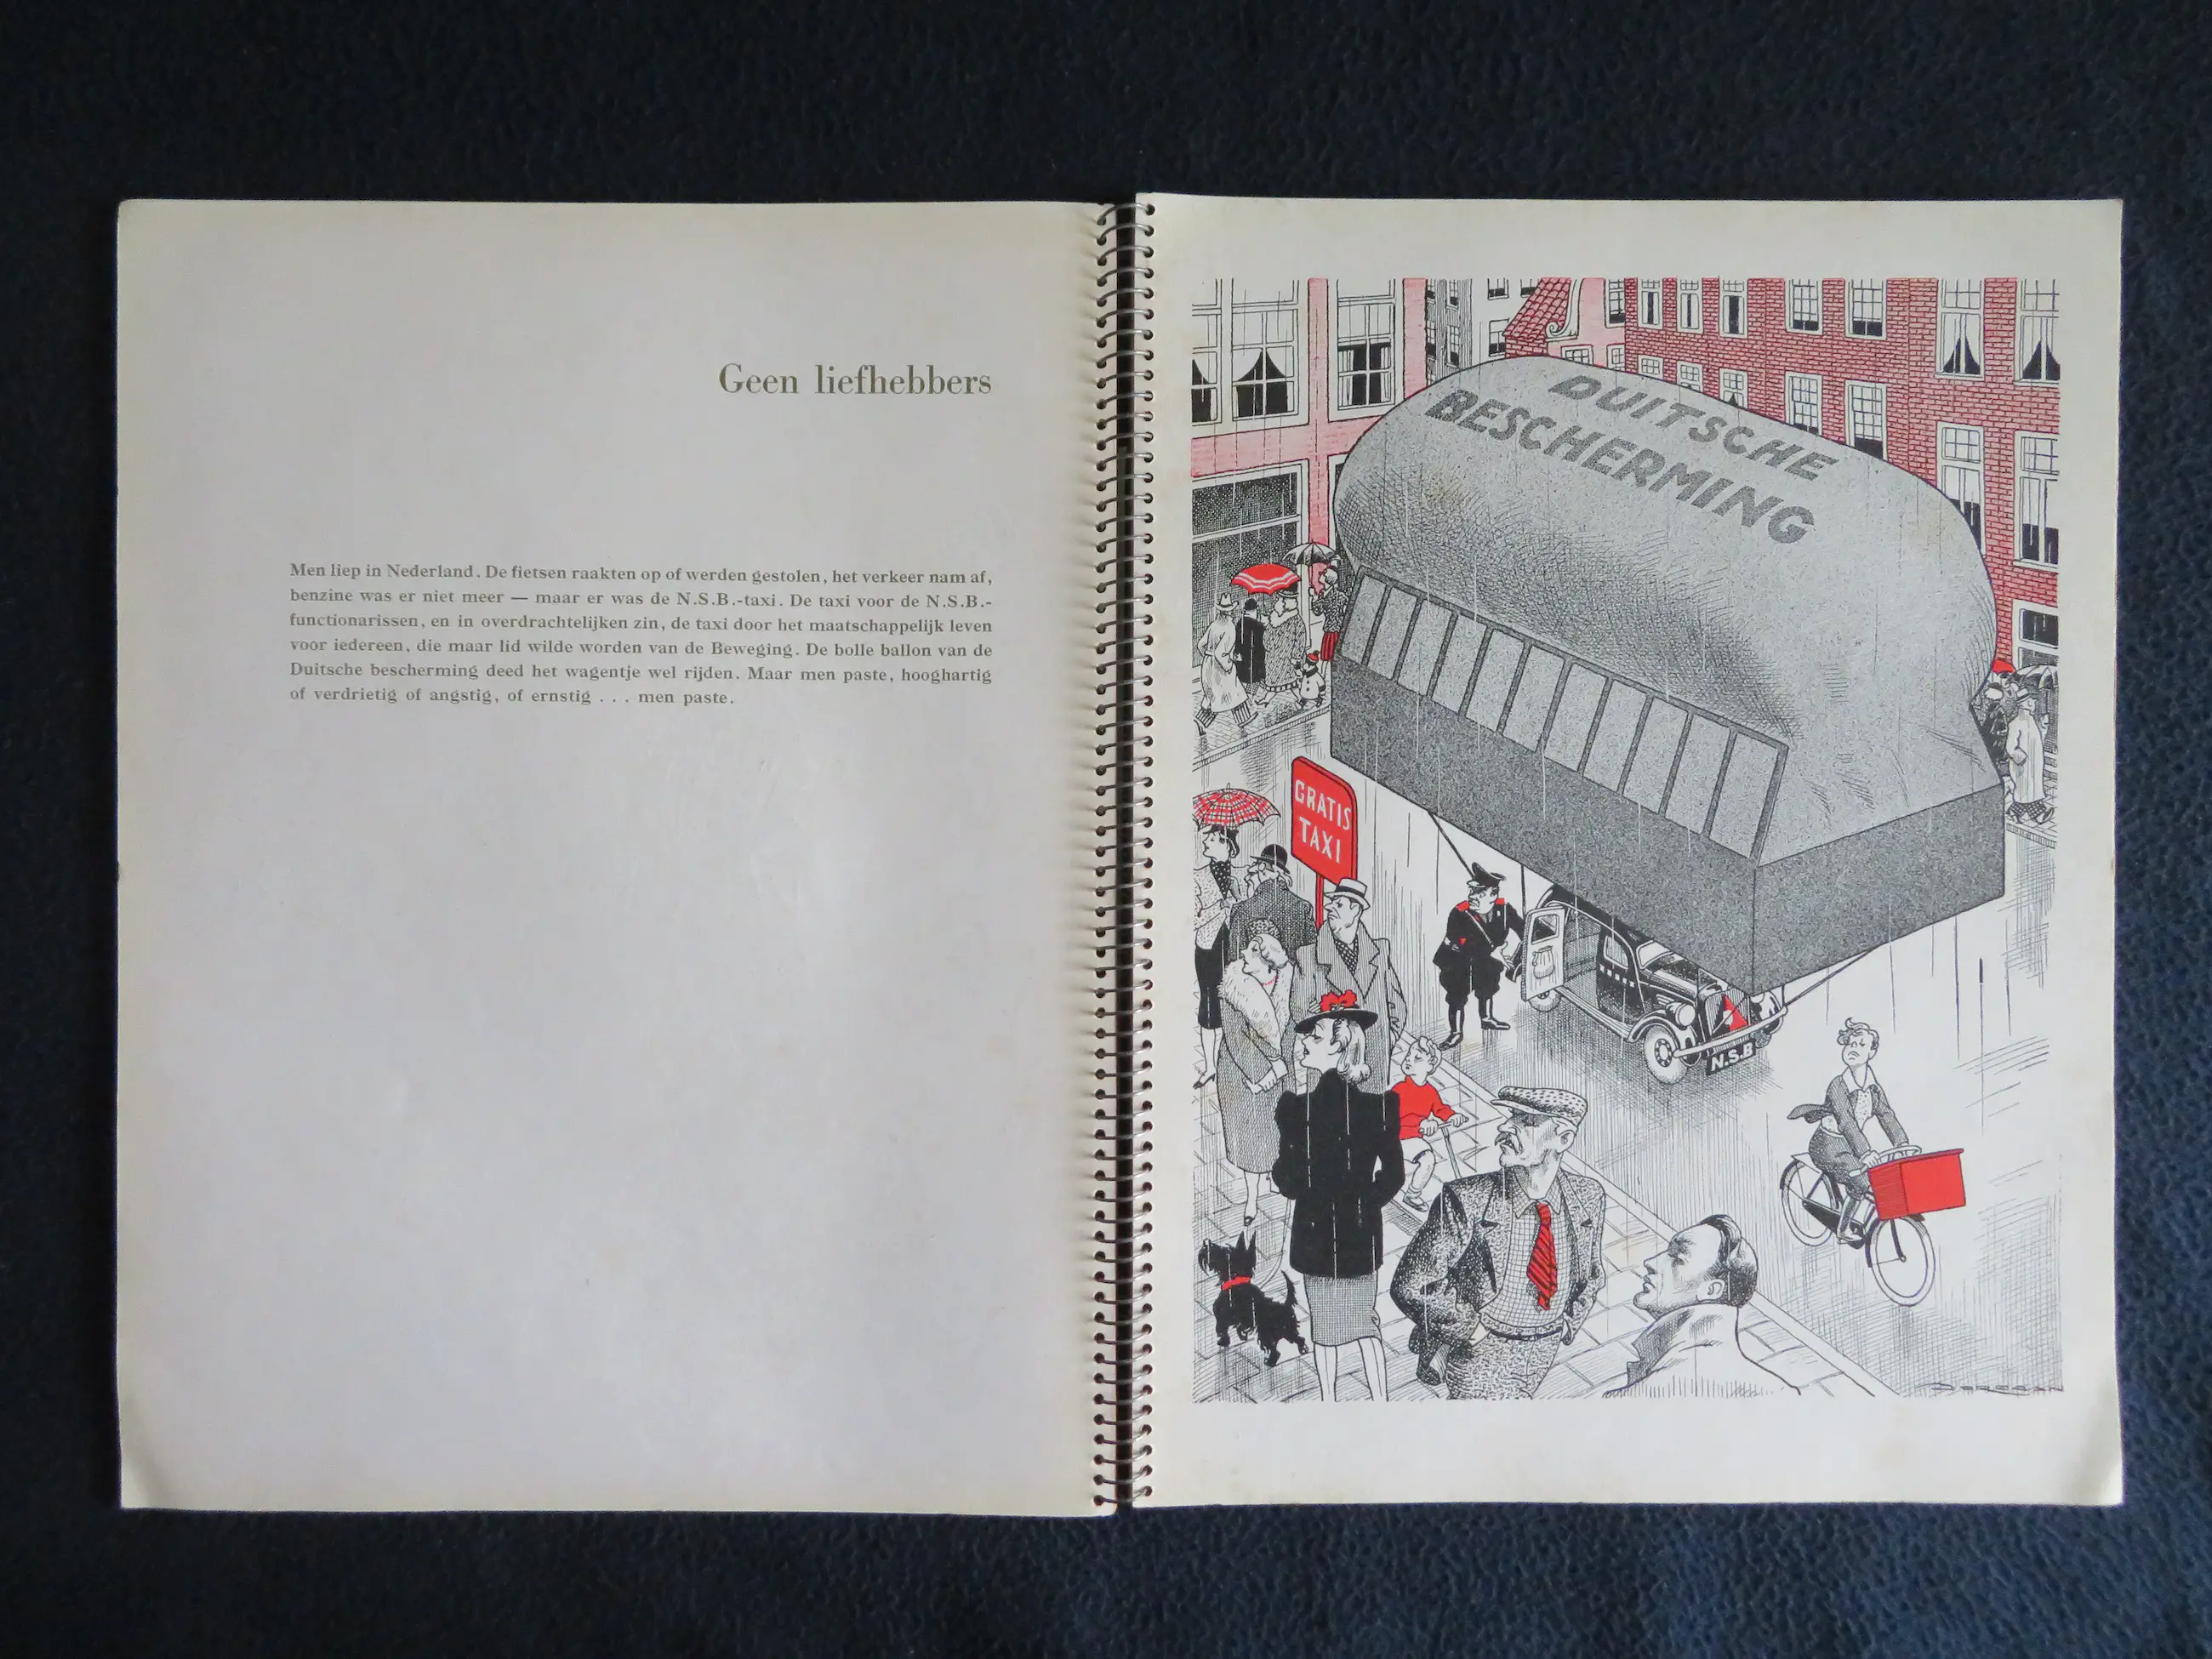 Geen liefhebbers
Men liep in Nederland. De fietsen raakten op of werden gestolen, het verkeer nam af,
benzine was er niet meer — maar er was de N.S.B.-taxi. De taxi voor de N.S.B.-
functionarissen, en in overdrachtelijken zin, de taxi door het maatschappelijk leven
voor iedereen, die maar lid wilde worden van de Beweging. De bolle ballon van de
Duitsche bescherming deed het wagentje wel rijden. Maar men paste, hooghartig
of verdrietig of angstig, of ernstig . . . men paste.
DUITSCHE
BESCHERMING
GRATIS
TAXI
N.S.B